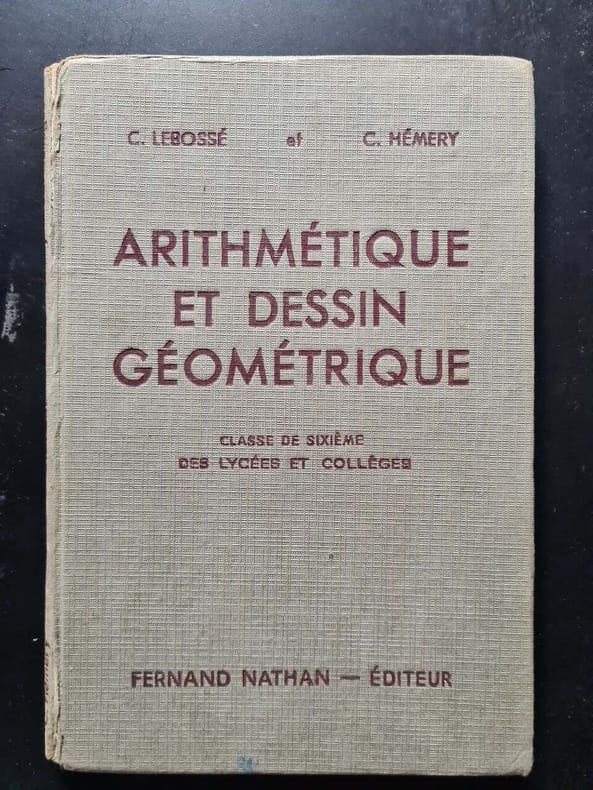 C. LEBOSSÉ et C. HÉMERY
ARITHMÉTIQUE
ET DESSIN
GÉOMÉTRIQUE
CLASSE DE SIXIÈME
DES LYCÉES ET COLLÈGES
FERNAND NATHAN — ÉDITEUR